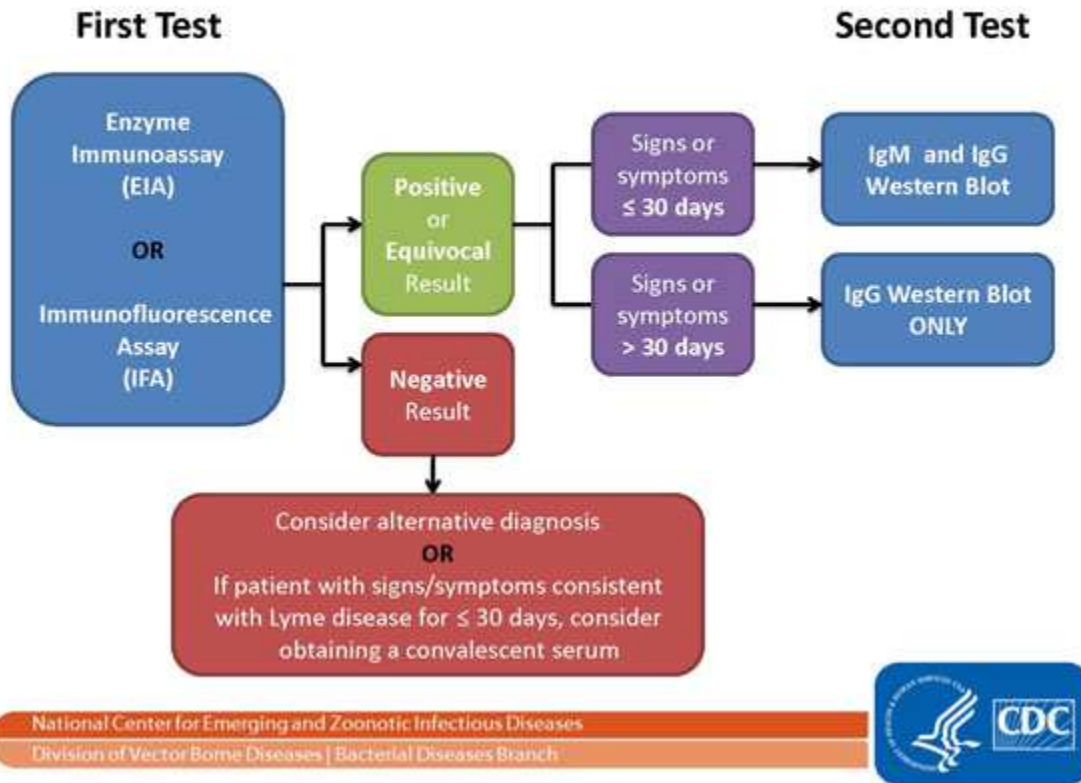 First Test
Second Test
Enzyme
Immunoassay
(EIA)
OR
Immunofluorescence
Assay
(IFA)
Positive
or
Equivocal
Result
Negative
Result
Signs or
symptoms
≤ 30 days
IgM and IgG
Western Blot
Signs or
symptoms
> 30 days
IgG Western Blot
ONLY
Consider alternative diagnosis
OR
If patient with signs/symptoms consistent
with Lyme disease for ≤ 30 days, consider
obtaining a convalescent serum
National Center for Emerging and Zoonotic Infectious Diseases
Division of Vector Borne Diseases | Bacterial Diseases Branch
CDC